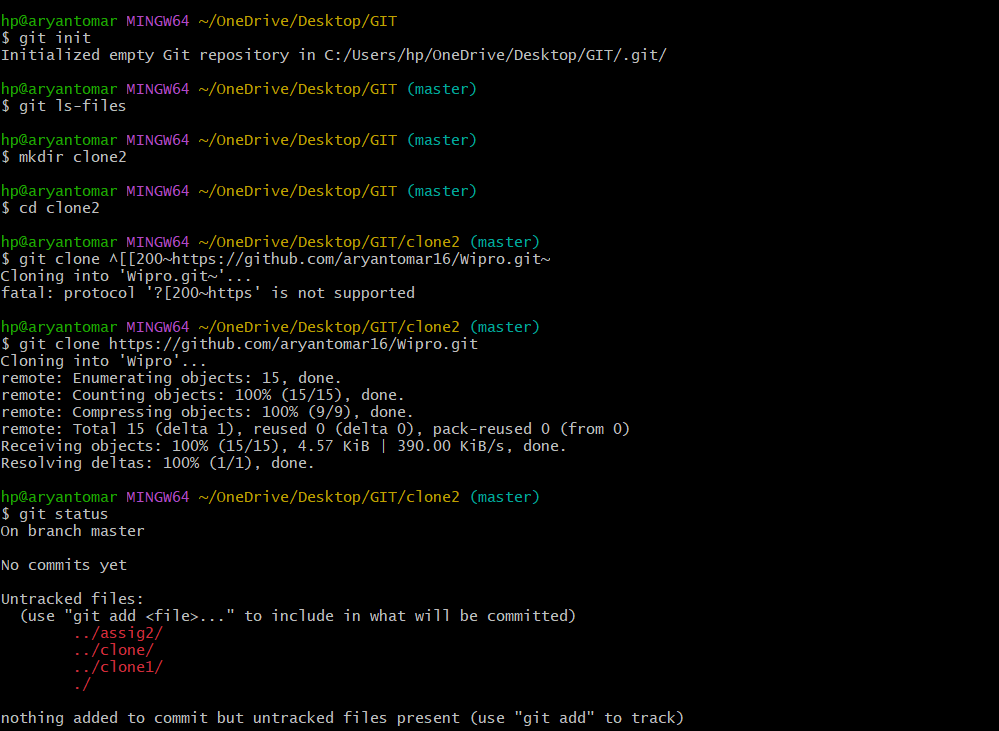 hp@aryantomar MINGW64 ~/OneDrive/Desktop/GIT
$ git init
Initialized empty Git repository in C:/Users/hp/OneDrive/Desktop/GIT/.git/
hp@aryantomar MINGW64 ~/OneDrive/Desktop/GIT (master)
$ git ls-files
hp@aryantomar MINGW64 ~/OneDrive/Desktop/GIT (master)
$ mkdir clone2
hp@aryantomar MINGW64 ~/OneDrive/Desktop/GIT (master)
$ cd clone2
hp@aryantomar MINGW64 ~/OneDrive/Desktop/GIT/clone2 (master)
$ git clone ^[[200~https://github.com/aryantomar16/Wipro.git~
Cloning into 'Wipro.git~'...
fatal: protocol '?[200~https' is not supported
hp@aryantomar MINGW64 ~/OneDrive/Desktop/GIT/clone2 (master)
$ git clone https://github.com/aryantomar16/Wipro.git
Cloning into 'Wipro'...
remote: Enumerating objects: 15, done.
remote: Counting objects: 100% (15/15), done.
remote: Compressing objects: 100% (9/9), done.
remote: Total 15 (delta 1), reused 0 (delta 0), pack-reused 0 (from 0)
Receiving objects: 100% (15/15), 4.57 KiB | 390.00 KiB/s, done.
Resolving deltas: 100% (1/1), done.
hp@aryantomar MINGW64 ~/OneDrive/Desktop/GIT/clone2 (master)
$ git status
On branch master
No commits yet
Untracked files:
(use "git add <file>..." to include in what will be committed)
../assig2/
../clone/
../clone1/
./
nothing added to commit but untracked files present (use "git add" to track)